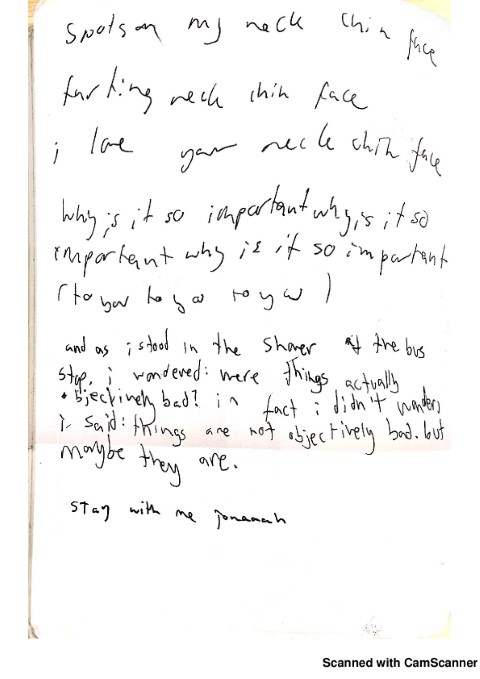 Spots on my neck chin face
farting neck chin face
i love your neck chin face
why is it so important why is it so
important why is it so important
(to you to you to you)
and as i stood in the shower at the bus
stop, i wondered: were things actually
objectively bad? in fact i didn't wonder,
i said: things are not objectively bad. but
maybe they are.
stay with me
Scanned with CamScanner